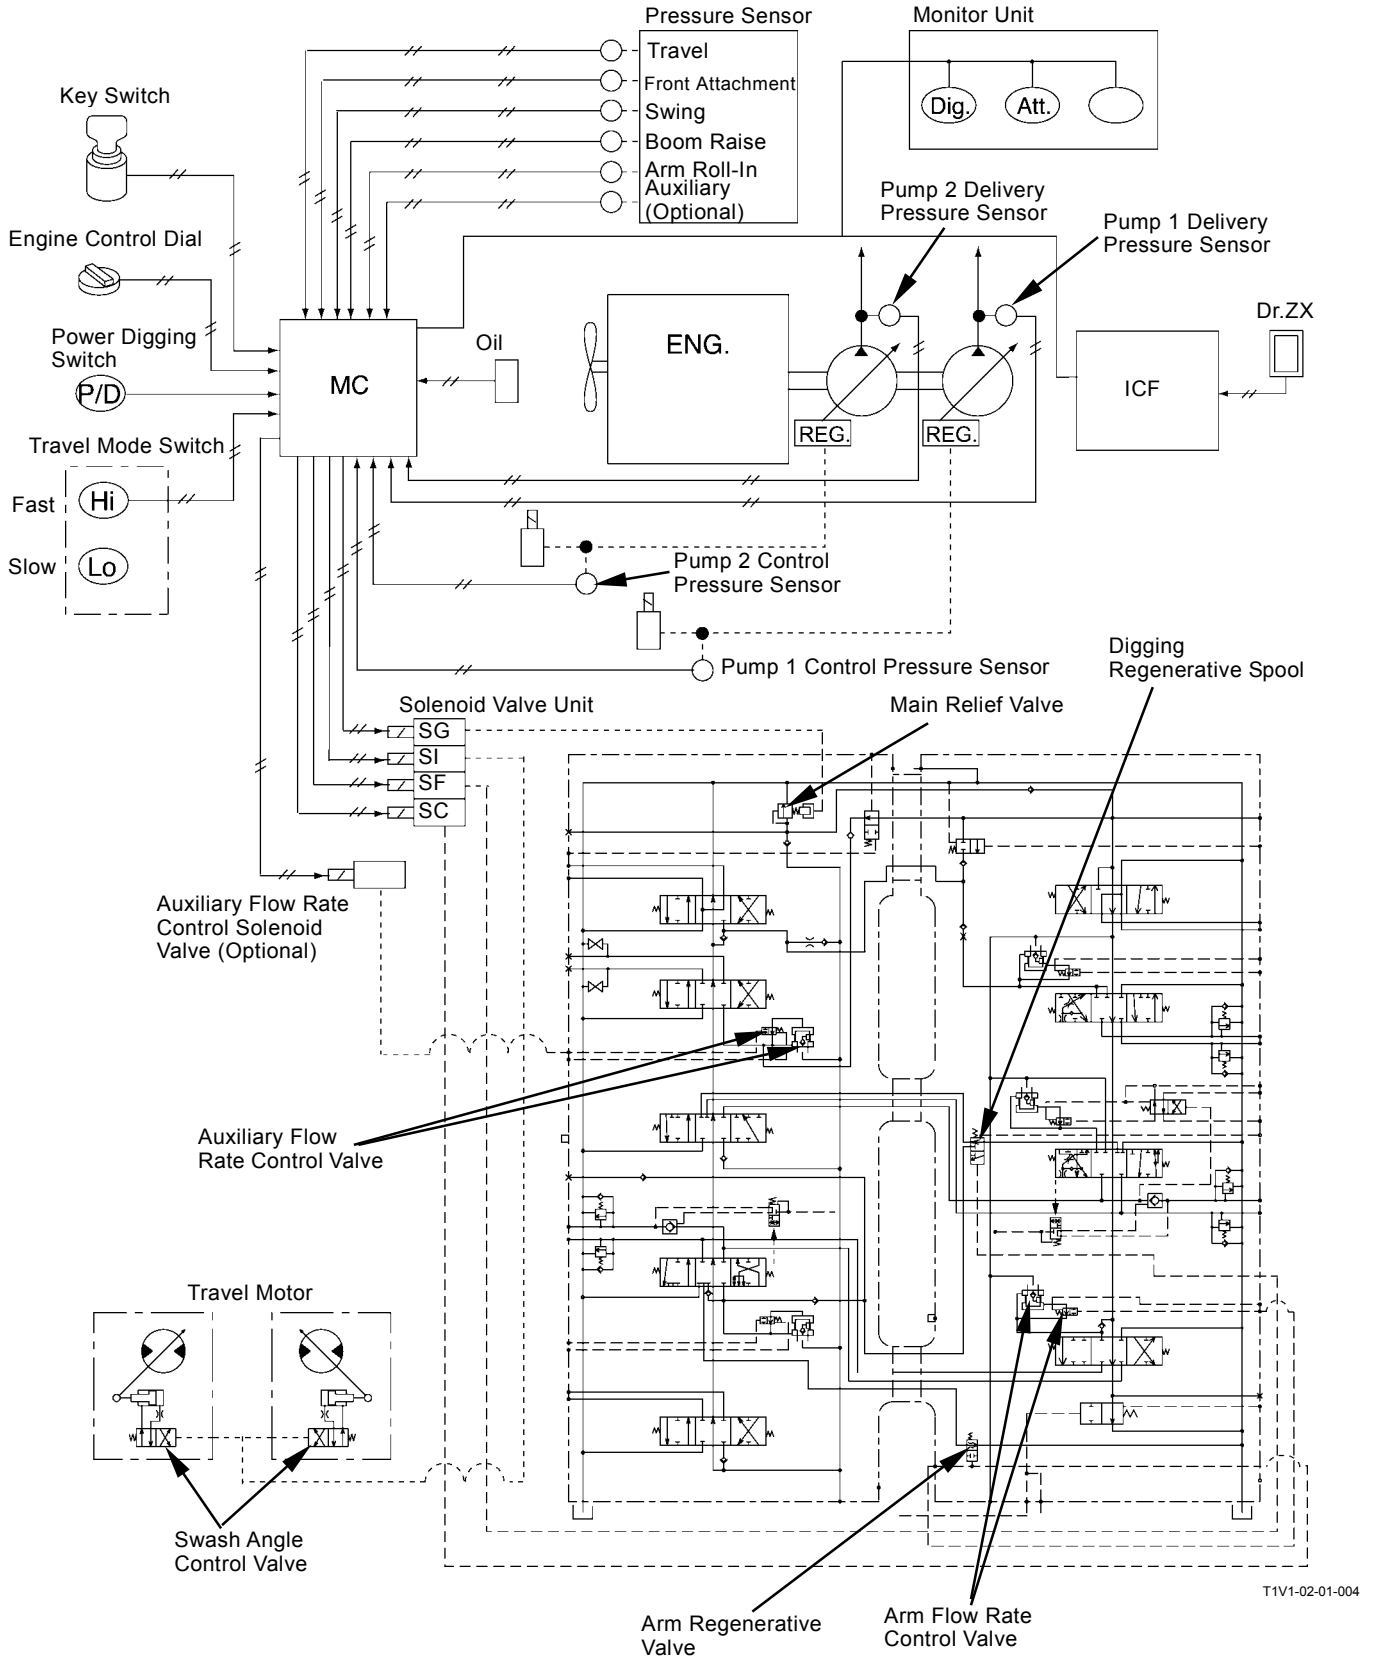 Pressure Sensor
Travel
Front Attachment
Swing
Boom Raise
Arm Roll-In
Auxiliary
(Optional)
Monitor Unit
Dig.
Att.
Key Switch
Engine Control Dial
Power Digging
Switch
P/D
Travel Mode Switch
Fast
Hi
Slow
Lo
MC
Oil
ENG.
Pump 2 Delivery
Pressure Sensor
Pump 1 Delivery
Pressure Sensor
REG.
REG.
ICF
Dr.ZX
Pump 2 Control
Pressure Sensor
Pump 1 Control Pressure Sensor
Solenoid Valve Unit
SG
SI
SF
SC
Main Relief Valve
Digging
Regenerative Spool
Auxiliary Flow Rate
Control Solenoid
Valve (Optional)
Auxiliary Flow
Rate Control Valve
Travel Motor
Swash Angle
Control Valve
Arm Regenerative
Valve
Arm Flow Rate
Control Valve
T1V1-02-01-004